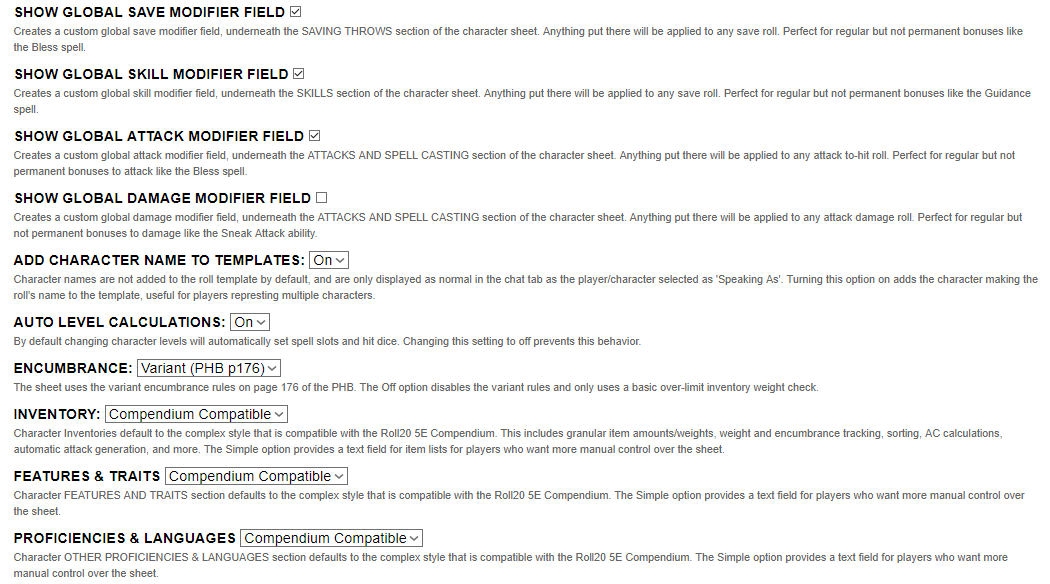 SHOW GLOBAL SAVE MODIFIER FIELD
Creates a custom global save modifier field, underneath the SAVING THROWS section of the character sheet. Anything put there will be applied to any save roll. Perfect for regular but not permanent bonuses like
the Bless spell.
SHOW GLOBAL SKILL MODIFIER FIELD
Creates a custom global skill modifier field, underneath the SKILLS section of the character sheet. Anything put there will be applied to any save roll. Perfect for regular but not permanent bonuses like the Guidance
spell.
SHOW GLOBAL ATTACK MODIFIER FIELD
Creates a custom global attack modifier field, underneath the ATTACKS AND SPELL CASTING section of the character sheet. Anything put there will be applied to any attack to-hit roll. Perfect for regular but not
permanent bonuses to attack like the Bless spell.
SHOW GLOBAL DAMAGE MODIFIER FIELD
Creates a custom global damage modifier field, underneath the ATTACKS AND SPELL CASTING section of the character sheet. Anything put there will be applied to any attack damage roll. Perfect for regular but
not permanent bonuses to damage like the Sneak Attack ability.
ADD CHARACTER NAME TO TEMPLATES: On
Character names are not added to the roll template by default, and are only displayed as normal in the chat tab as the player/character selected as 'Speaking As'. Turning this option on adds the character making the
roll's name to the template, useful for players represting multiple characters.
AUTO LEVEL CALCULATIONS: On
By default changing character levels will automatically set spell slots and hit dice. Changing this setting to off prevents this behavior.
ENCUMBRANCE: Variant (PHB p176)
The sheet uses the variant encumbrance rules on page 176 of the PHB. The Off option disables the variant rules and only uses a basic over-limit inventory weight check.
INVENTORY: Compendium Compatible
Character Inventories default to the complex style that is compatible with the Roll20 5E Compendium. This includes granular item amounts/weights, weight and encumbrance tracking, sorting, AC calculations,
automatic attack generation, and more. The Simple option provides a text field for item lists for players who want more manual control over the sheet.
FEATURES & TRAITS Compendium Compatible
Character FEATURES AND TRAITS section defaults to the complex style that is compatible with the Roll20 5E Compendium. The Simple option provides a text field for players who want more manual control over
the sheet.
PROFICIENCIES & LANGUAGES Compendium Compatible
Character OTHER PROFICIENCIES & LANGUAGES section defaults to the complex style that is compatible with the Roll20 5E Compendium. The Simple option provides a text field for players who want more
manual control over the sheet.